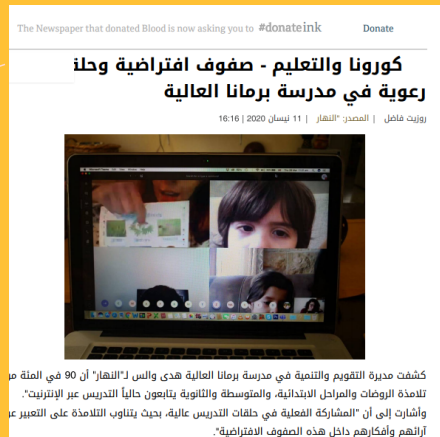 The Newspaper that donated Blood is now asking you to #donateink Donate
كورونا والتعليم - صفوف افتراضية وحلة
رعوية في مدرسة برمانا العالية
روزيت فاضل | المصدر: "النهار" | 11 نيسان 2020 | 16:16
كشفت مديرة التقويم والتنمية في مدرسة برمانا العالية هدى والس لـ"النهار" أن 90 في المئة من
تلامذة الروضات والمراحل الابتدائية، والمتوسطة والثانوية يتابعون حالياً التدريس عبر الإنترنيت".
وأشارت إلى أن "المشاركة الفعلية في حلقات التدريس عالية، بحيث يتناوب التلامذة على التعبير عن
آرائهم وأفكارهم داخل هذه الصفوف الافتراضية".